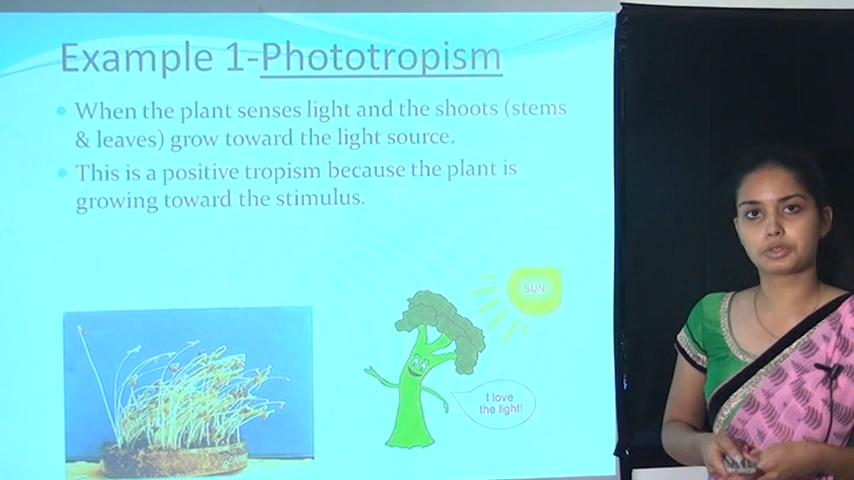 Example 1-Phototropism
When the plant senses light and the shoots (stems
& leaves) grow toward the light source.
This is a positive tropism because the plant is
growing toward the stimulus.
SUN
I love
the light!